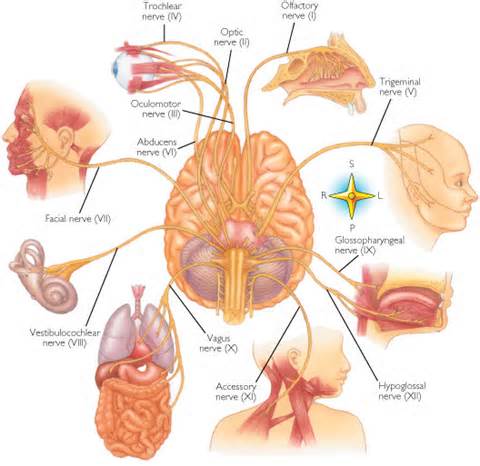 Trochlear
nerve (IV)
Olfactory
nerve (I)
Optic
nerve (II)
Trigeminal
nerve (V)
Oculomotor
nerve (III)
Abducens
nerve (VI)
S
R
L
P
Facial nerve (VII)
Glossopharyngeal
nerve (IX)
Vestibulocochlear
nerve (VIII)
Vagus
nerve (X)
Accessory
nerve (XI)
Hypoglossal
nerve (XII)